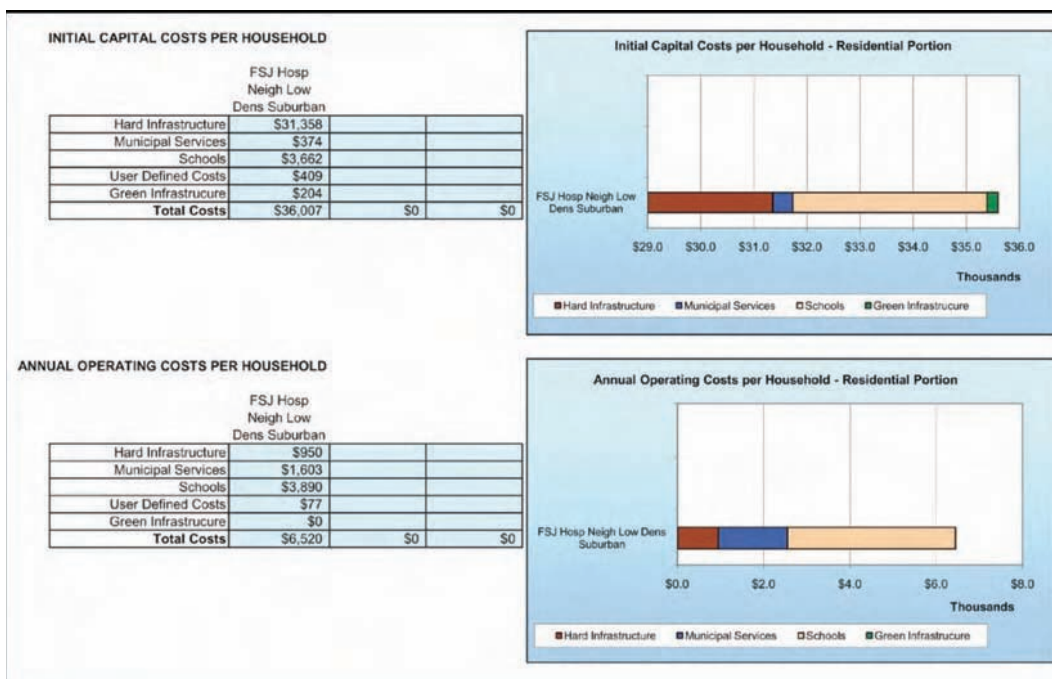 INITIAL CAPITAL COSTS PER HOUSEHOLD
FSJ Hosp
Neigh Low
Dens Suburban
Hard Infrastructure $31,358
Municipal Services $374
Schools $3,662
User Defined Costs $409
Green Infrastrucure $204
Total Costs $36,007 $0 $0
Initial Capital Costs per Household - Residential Portion
FSJ Hosp Neigh Low
Dens Suburban
$29.0 $30.0 $31.0 $32.0 $33.0 $34.0 $35.0 $36.0
Thousands
Hard Infrastructure Municipal Services Schools Green Infrastrucure
ANNUAL OPERATING COSTS PER HOUSEHOLD
FSJ Hosp
Neigh Low
Dens Suburban
Hard Infrastructure $950
Municipal Services $1,603
Schools $3,890
User Defined Costs $77
Green Infrastrucure $0
Total Costs $6,520 $0 $0
Annual Operating Costs per Household - Residential Portion
FSJ Hosp Neigh Low Dens
Suburban
$0.0 $2.0 $4.0 $6.0 $8.0
Thousands
Hard Infrastructure Municipal Services Schools Green Infrastrucure